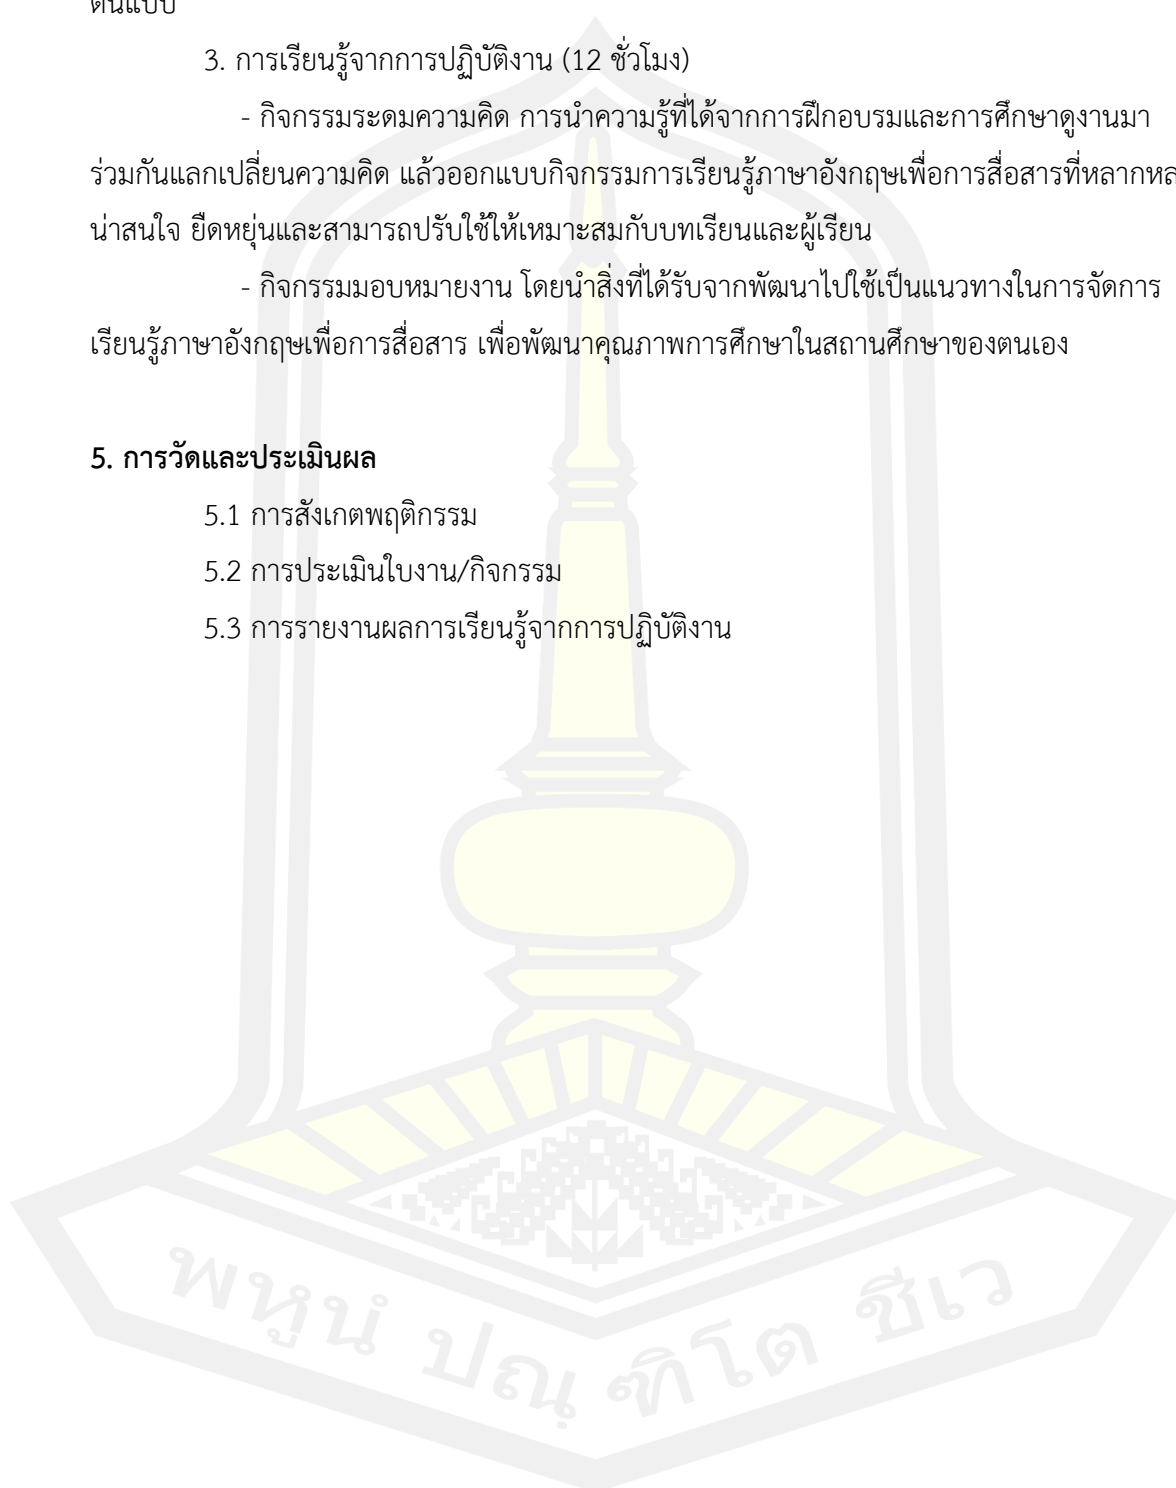 ต้นแบบ
3. การเรียนรู้จากการปฏิบัติงาน (12 ชั่วโมง)
- กิจกรรมระดมความคิด การนำความรู้ที่ได้จากการฝึกอบรมและการศึกษาดูงานมา
ร่วมกันแลกเปลี่ยนความคิด แล้วออกแบบกิจกรรมการเรียนรู้ภาษาอังกฤษเพื่อการสื่อสารที่
น่าสนใจ ยืดหยุ่นและสามารถปรับใช้ให้เหมาะสมกับบทเรียนและผู้เรียน
- กิจกรรมมอบหมายงาน โดยนำสิ่งที่ได้รับจากพัฒนาไปใช้เป็นแนวทางในการจัดการ
เรียนรู้ภาษาอังกฤษเพื่อการสื่อสาร เพื่อพัฒนาคุณภาพการศึกษาในสถานศึกษาของตนเอง
5. การวัดและประเมินผล
5.1 การสังเกตพฤติกรรม
5.2 การประเมินใบงาน/กิจกรรม
5.3 การรายงานผลการเรียนรู้จากการปฏิบัติงาน
พหูนํ ปณฺฑิโต ชีเว